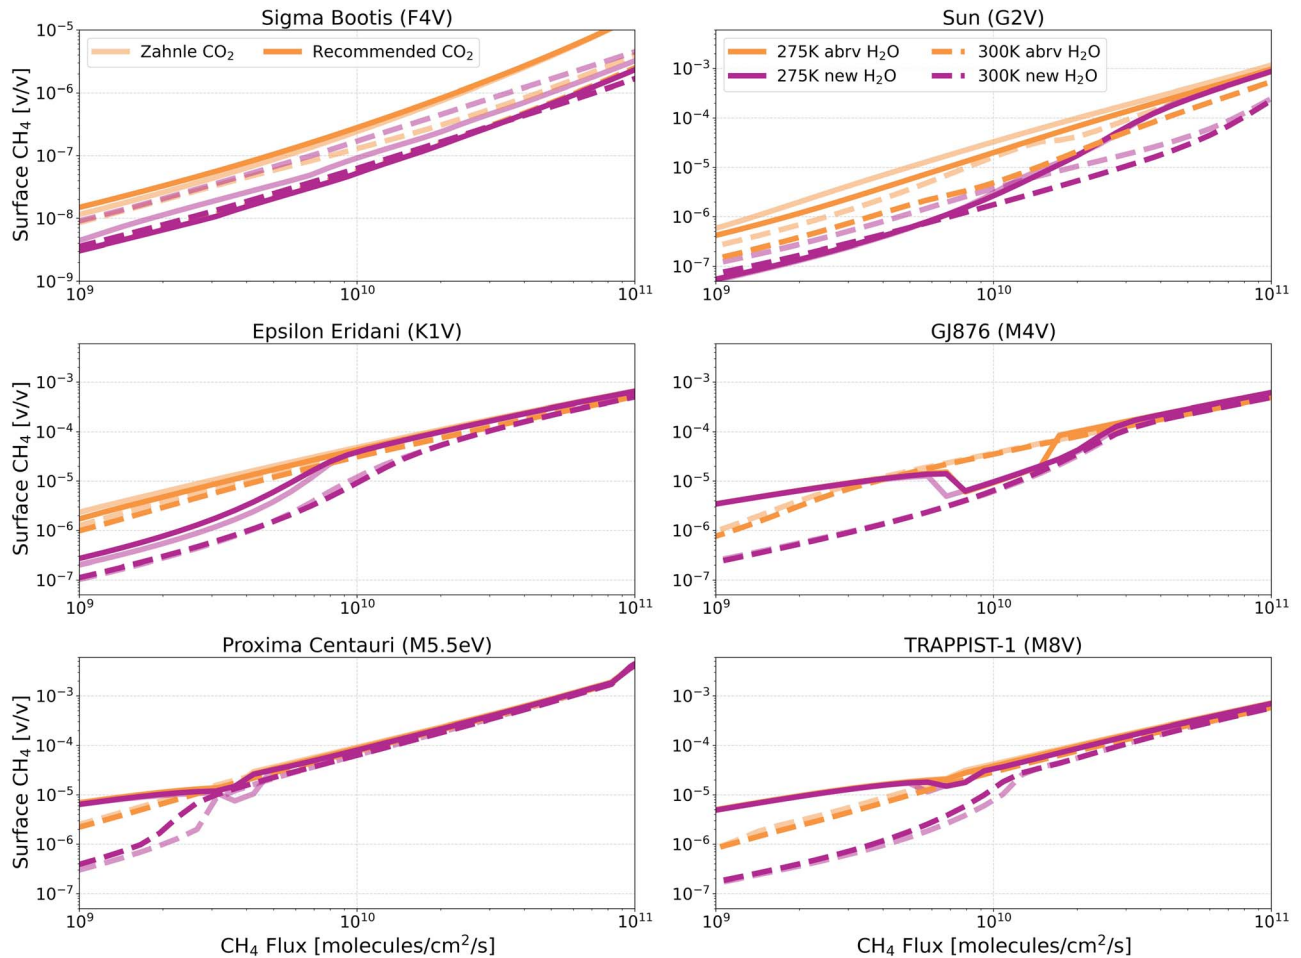 Sigma Bootis (F4V)
Sun (G2V)
Surface CH₄ [v/v]
10⁻⁵
10⁻⁶
10⁻⁷
10⁻⁸
10⁻⁹
Zahnle CO₂
Recommended CO₂
10⁹
10¹⁰
10¹¹
10⁻³
10⁻⁴
10⁻⁵
10⁻⁶
10⁻⁷
275K abrv H₂O
300K abrv H₂O
275K new H₂O
300K new H₂O
10⁹
10¹⁰
10¹¹
Epsilon Eridani (K1V)
GJ876 (M4V)
Surface CH₄ [v/v]
10⁻³
10⁻⁴
10⁻⁵
10⁻⁶
10⁻⁷
10⁹
10¹⁰
10¹¹
10⁻³
10⁻⁴
10⁻⁵
10⁻⁶
10⁻⁷
10⁹
10¹⁰
10¹¹
Proxima Centauri (M5.5eV)
TRAPPIST-1 (M8V)
Surface CH₄ [v/v]
10⁻³
10⁻⁴
10⁻⁵
10⁻⁶
10⁻⁷
10⁹
10¹⁰
10¹¹
CH₄ Flux [molecules/cm²/s]
10⁻³
10⁻⁴
10⁻⁵
10⁻⁶
10⁻⁷
10⁹
10¹⁰
10¹¹
CH₄ Flux [molecules/cm²/s]